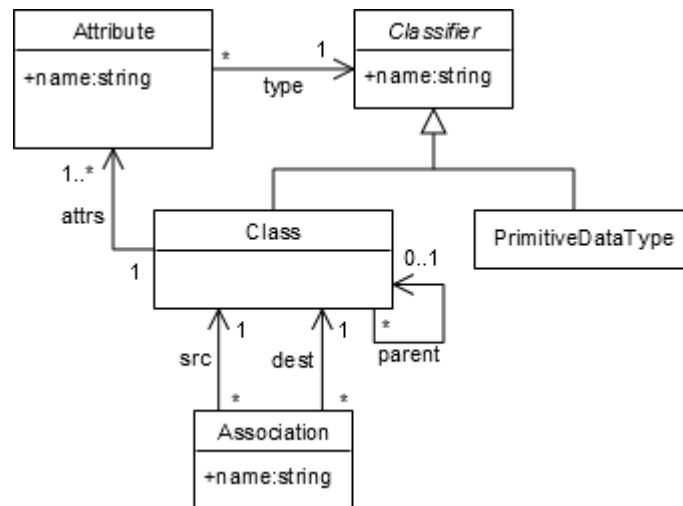 Attribute
+name:string
* 1
type
Classifier
+name:string
1..*
attrs
1
Class
0..1
*
parent
PrimitiveDataType
1 1
src dest
* *
Association
+name:string